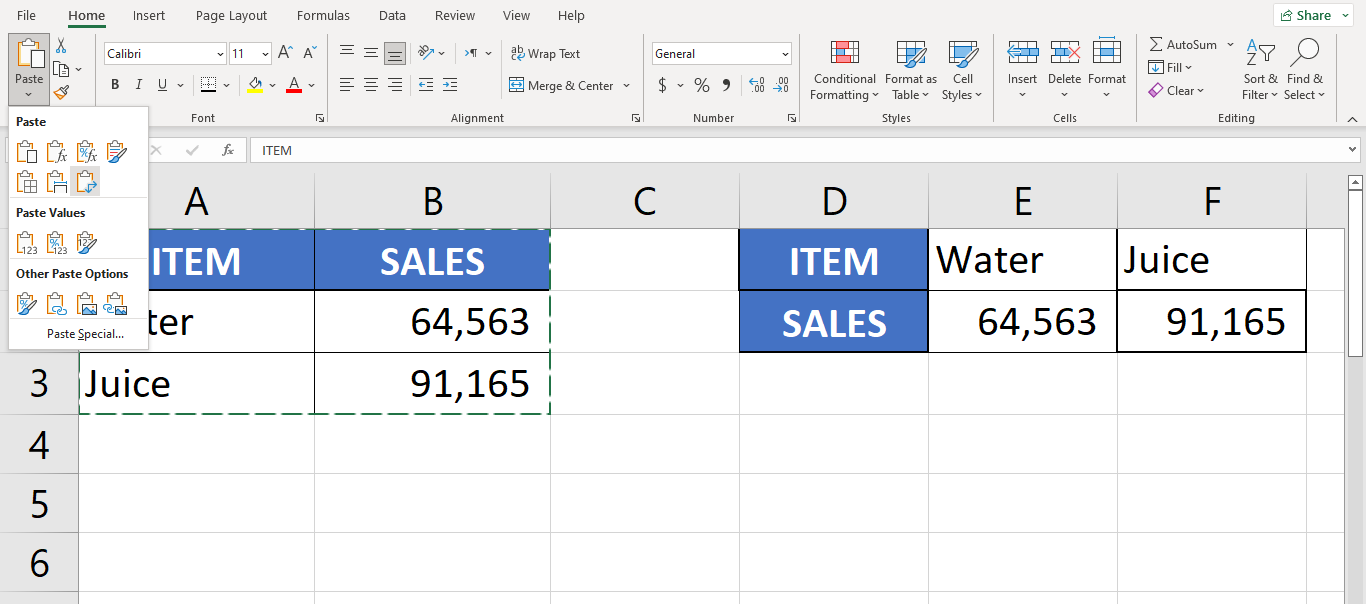 File Home Insert Page Layout Formulas Data Review View Help Share
Paste
Calibri 11
B I U A
Font
ab Wrap Text
Merge & Center
Alignment
General
$ % 9
Number
Conditional Formatting
Format as Table
Cell Styles
Styles
Insert Delete Format
Cells
AutoSum
Fill
Clear
Sort & Filter
Find & Select
Editing
fx ITEM
Paste
Paste Values
Other Paste Options
Paste Special...
A B C D E F
ITEM SALES ITEM Water Juice
ter 64,563 SALES 64,563 91,165
3 Juice 91,165
4
5
6